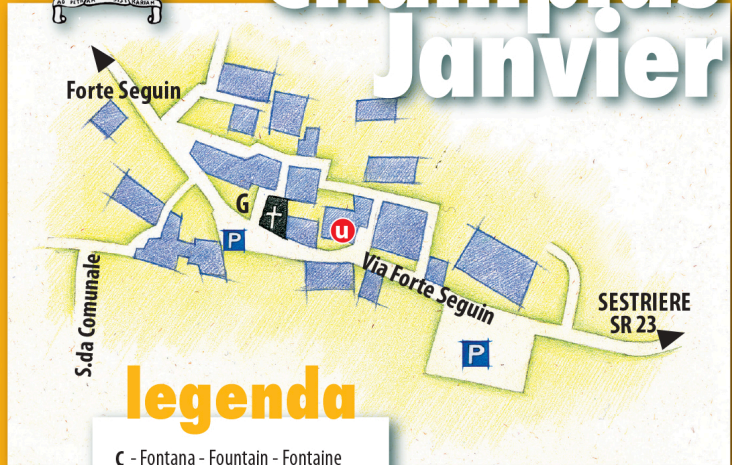 Janvier
Forte Seguin
G
P
u
Via Forte Seguin
S.da Comunale
SESTRIERE
SR 23
P
legenda
C - Fontana - Fountain - Fontaine